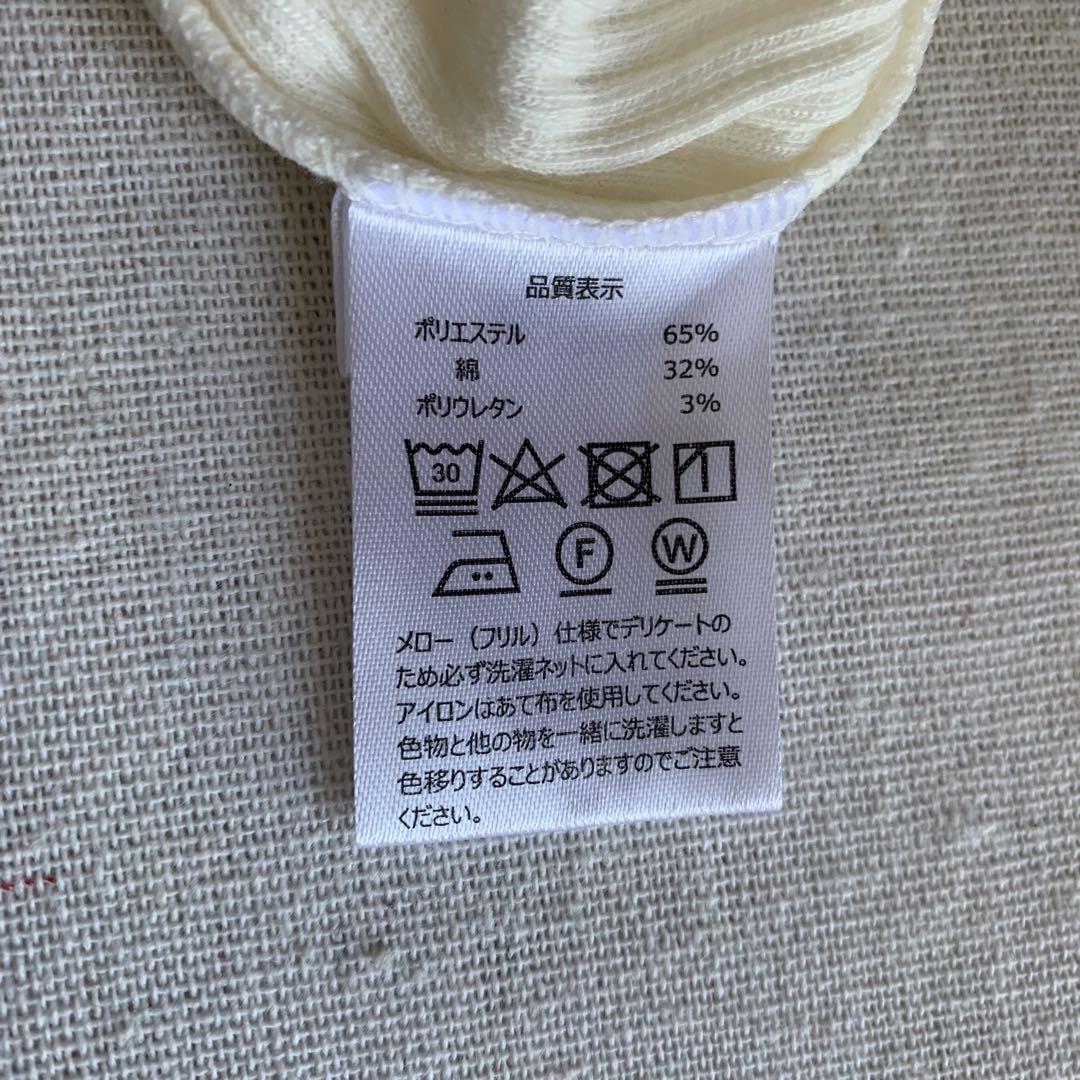 品質表示
ポリエステル 65%
綿 32%
ポリウレタン 3%
30
F W
メロー（フリル）仕様でデリケートの
ため必ず洗濯ネットに入れてください。
アイロンはあて布を使用してください。
色物と他の物を一緒に洗濯しますと
色移りすることがありますのでご注意
ください。